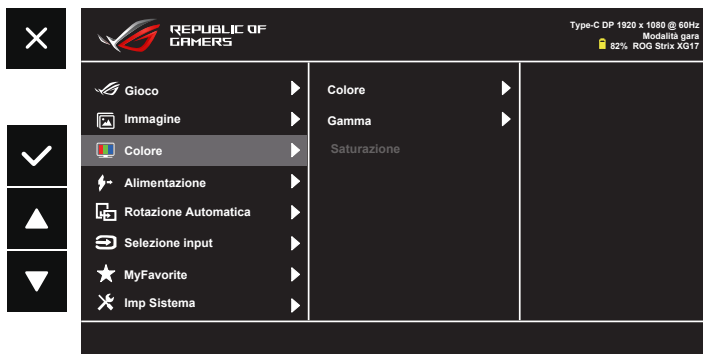 REPUBLIC OF
GAMERS
Type-C DP 1920 x 1080 @ 60Hz
Modalità gara
82% ROG Strix XG17
Gioco
Immagine
Colore
Alimentazione
Rotazione Automatica
Selezione input
MyFavorite
Imp Sistema
Colore
Gamma
Saturazione